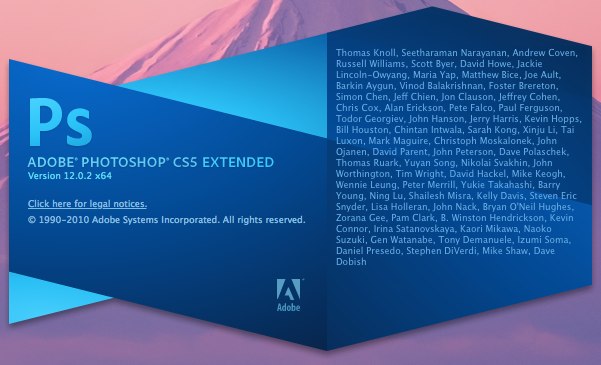 Ps
ADOBE® PHOTOSHOP® CS5 EXTENDED
Version 12.0.2 x64
Click here for legal notices.
© 1990-2010 Adobe Systems Incorporated. All rights reserved.
Adobe
Thomas Knoll, Seetharaman Narayanan, Andrew Coven,
Russell Williams, Scott Byer, David Howe, Jackie
Lincoln-Owyang, Maria Yap, Matthew Bice, Joe Ault,
Barkin Aygun, Vinod Balakrishnan, Foster Brereton,
Simon Chen, Jeff Chien, Jon Clauson, Jeffrey Cohen,
Chris Cox, Alan Erickson, Pete Falco, Paul Ferguson,
Todor Georgiev, John Hanson, Jerry Harris, Kevin Hopps,
Bill Houston, Chintan Intwala, Sarah Kong, Xinju Li, Tai
Luxon, Mark Maguire, Christoph Moskalonek, John
Ojanen, David Parent, John Peterson, Dave Polaschek,
Thomas Ruark, Yuyan Song, Nikolai Svakhin, John
Worthington, Tim Wright, David Hackel, Mike Keogh,
Wennie Leung, Peter Merrill, Yukie Takahashi, Barry
Young, Ning Lu, Shailesh Misra, Kelly Davis, Steven Eric
Snyder, Lisa Holleran, John Nack, Bryan O'Neil Hughes,
Zorana Gee, Pam Clark, B. Winston Hendrickson, Kevin
Connor, Irina Satanovskaya, Kaori Mikawa, Naoko
Suzuki, Gen Watanabe, Tony Demanuele, Izumi Soma,
Daniel Presedo, Stephen DiVerdi, Mike Shaw, Dave
Dobish